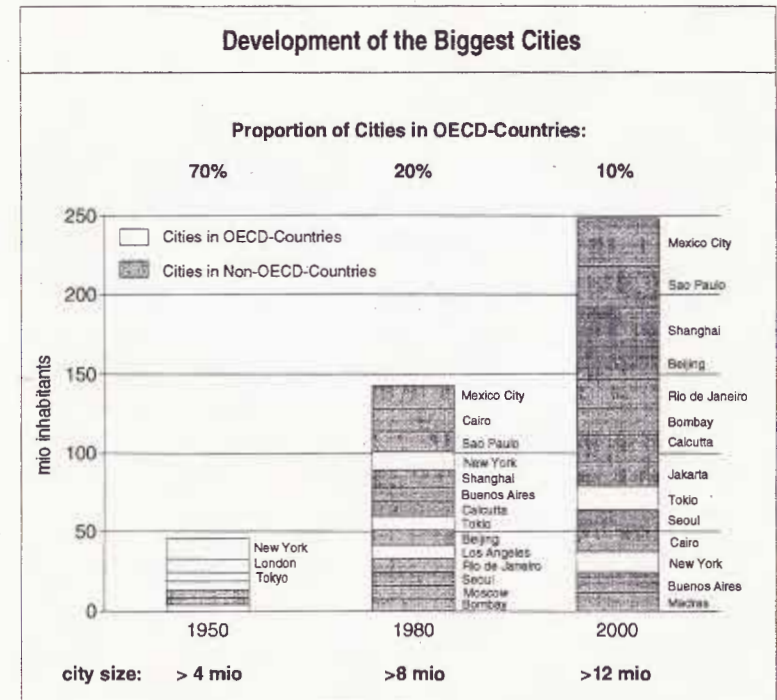 Development of the Biggest Cities
Proportion of Cities in OECD-Countries:
70% 20% 10%
250
200
150
100
50
0
mio inhabitants
Cities in OECD-Countries
Cities in Non-OECD-Countries
New York
London
Tokyo
Mexico City
Cairo
Sao Paulo
New York
Shanghai
Buenos Aires
Calcutta
Tokio
Beijing
Los Angeles
Rio de Janeiro
Seoul
Moscow
Bombay
Mexico City
Sao Paulo
Shanghai
Beijing
Rio de Janeiro
Bombay
Calcutta
Jakarta
Tokio
Seoul
Cairo
New York
Buenos Aires
Madras
1950 1980 2000
city size: > 4 mio >8 mio >12 mio